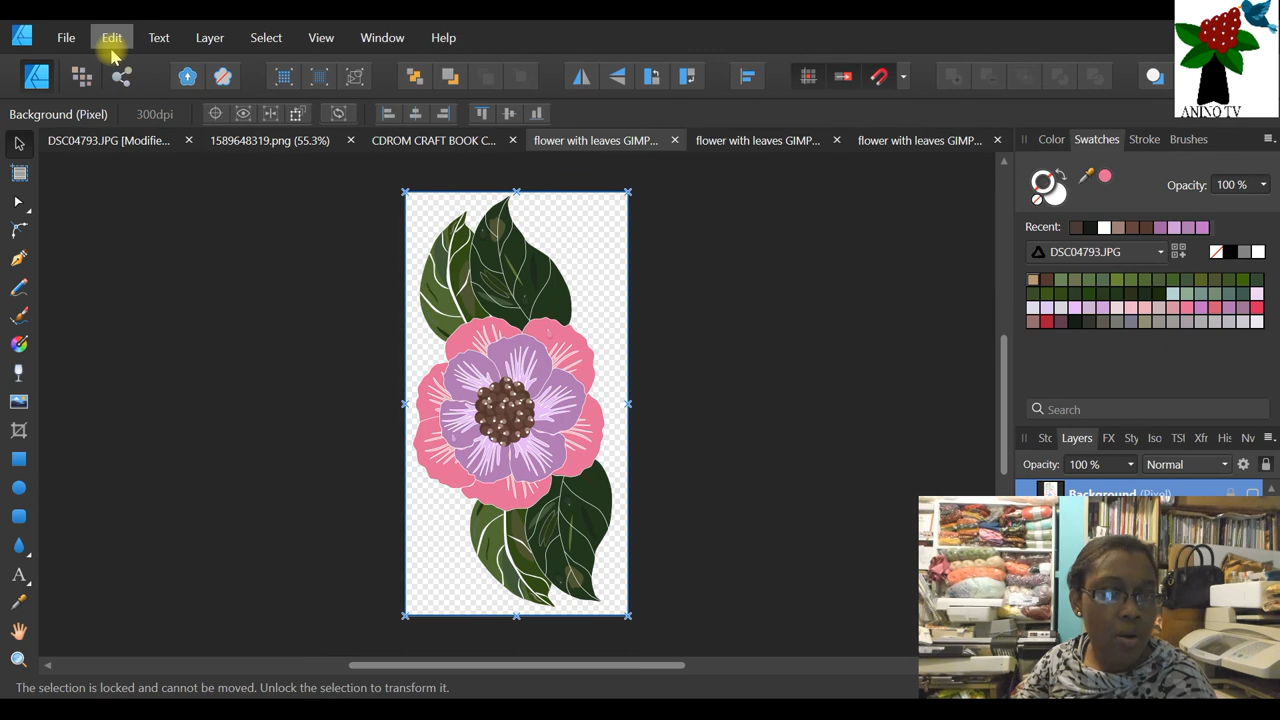 File Edit Text Layer Select View Window Help
ANINO TV
Background (Pixel) 300dpi
DSC04793.JPG [Modifie... 1589648319.png (55.3%) CDROM CRAFT BOOK C... flower with leaves GIMP... flower with leaves GIMP... flower with leaves GIMP...
Color Swatches Stroke Brushes
Opacity: 100 %
Recent:
DSC04793.JPG
Search
Stc Layers FX Sty Iso TSI Xfr His Nv
Opacity: 100 % Normal
Background (Pixel)
The selection is locked and cannot be moved. Unlock the selection to transform it.